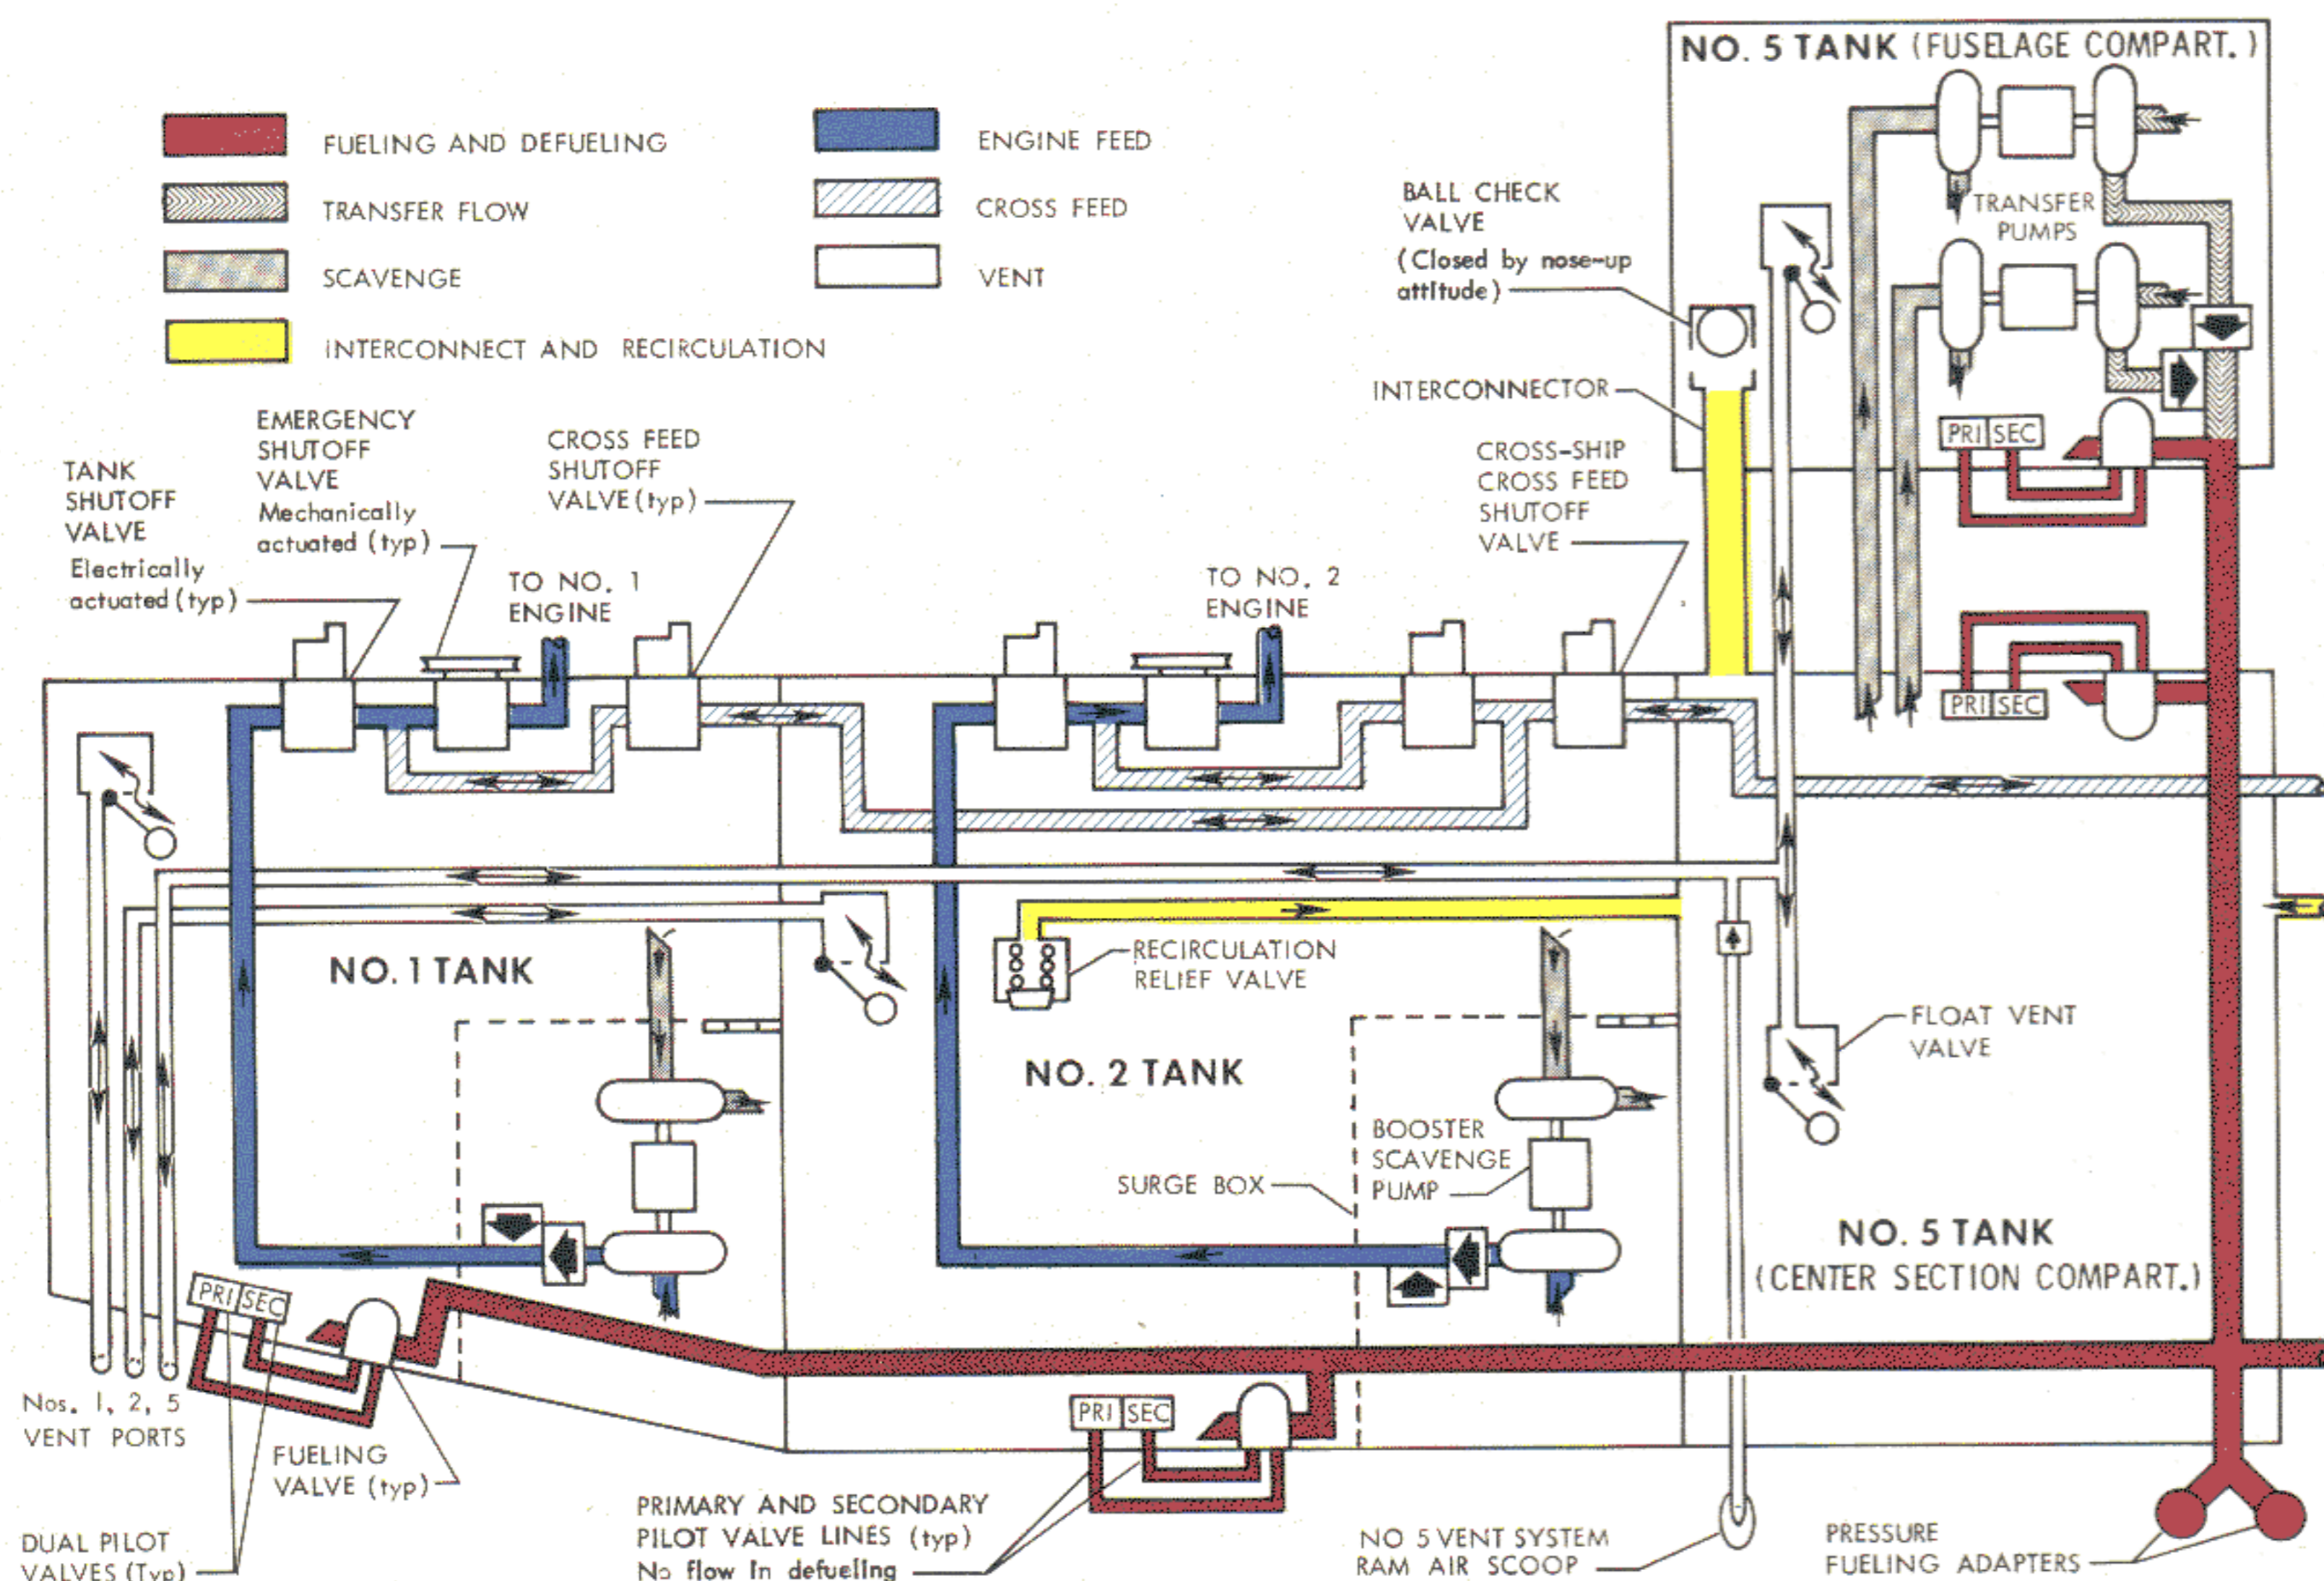 NO. 5 TANK (FUSELAGE COMPART.)
FUELING AND DEFUELING
ENGINE FEED
TRANSFER FLOW
CROSS FEED
SCAVENGE
VENT
INTERCONNECT AND RECIRCULATION
BALL CHECK
VALVE
(Closed by nose-up
attitude)
TRANSFER
PUMPS
INTERCONNECTOR
PRI SEC
CROSS-SHIP
CROSS FEED
SHUTOFF
VALVE
TANK
SHUTOFF
VALVE
Electrically
actuated (typ)
EMERGENCY
SHUTOFF
VALVE
Mechanically
actuated (typ)
CROSS FEED
SHUTOFF
VALVE (typ)
TO NO. 1
ENGINE
TO NO. 2
ENGINE
PRI SEC
NO. 1 TANK
RECIRCULATION
RELIEF VALVE
NO. 2 TANK
FLOAT VENT
VALVE
BOOSTER
SCAVENGE
PUMP
SURGE BOX
NO. 5 TANK
(CENTER SECTION COMPART.)
PRI SEC
Nos. 1, 2, 5
VENT PORTS
FUELING
VALVE (typ)
DUAL PILOT
VALVES (Typ)
PRI SEC
PRIMARY AND SECONDARY
PILOT VALVE LINES (typ)
No flow in defueling
NO 5 VENT SYSTEM
RAM AIR SCOOP
PRESSURE
FUELING ADAPTERS